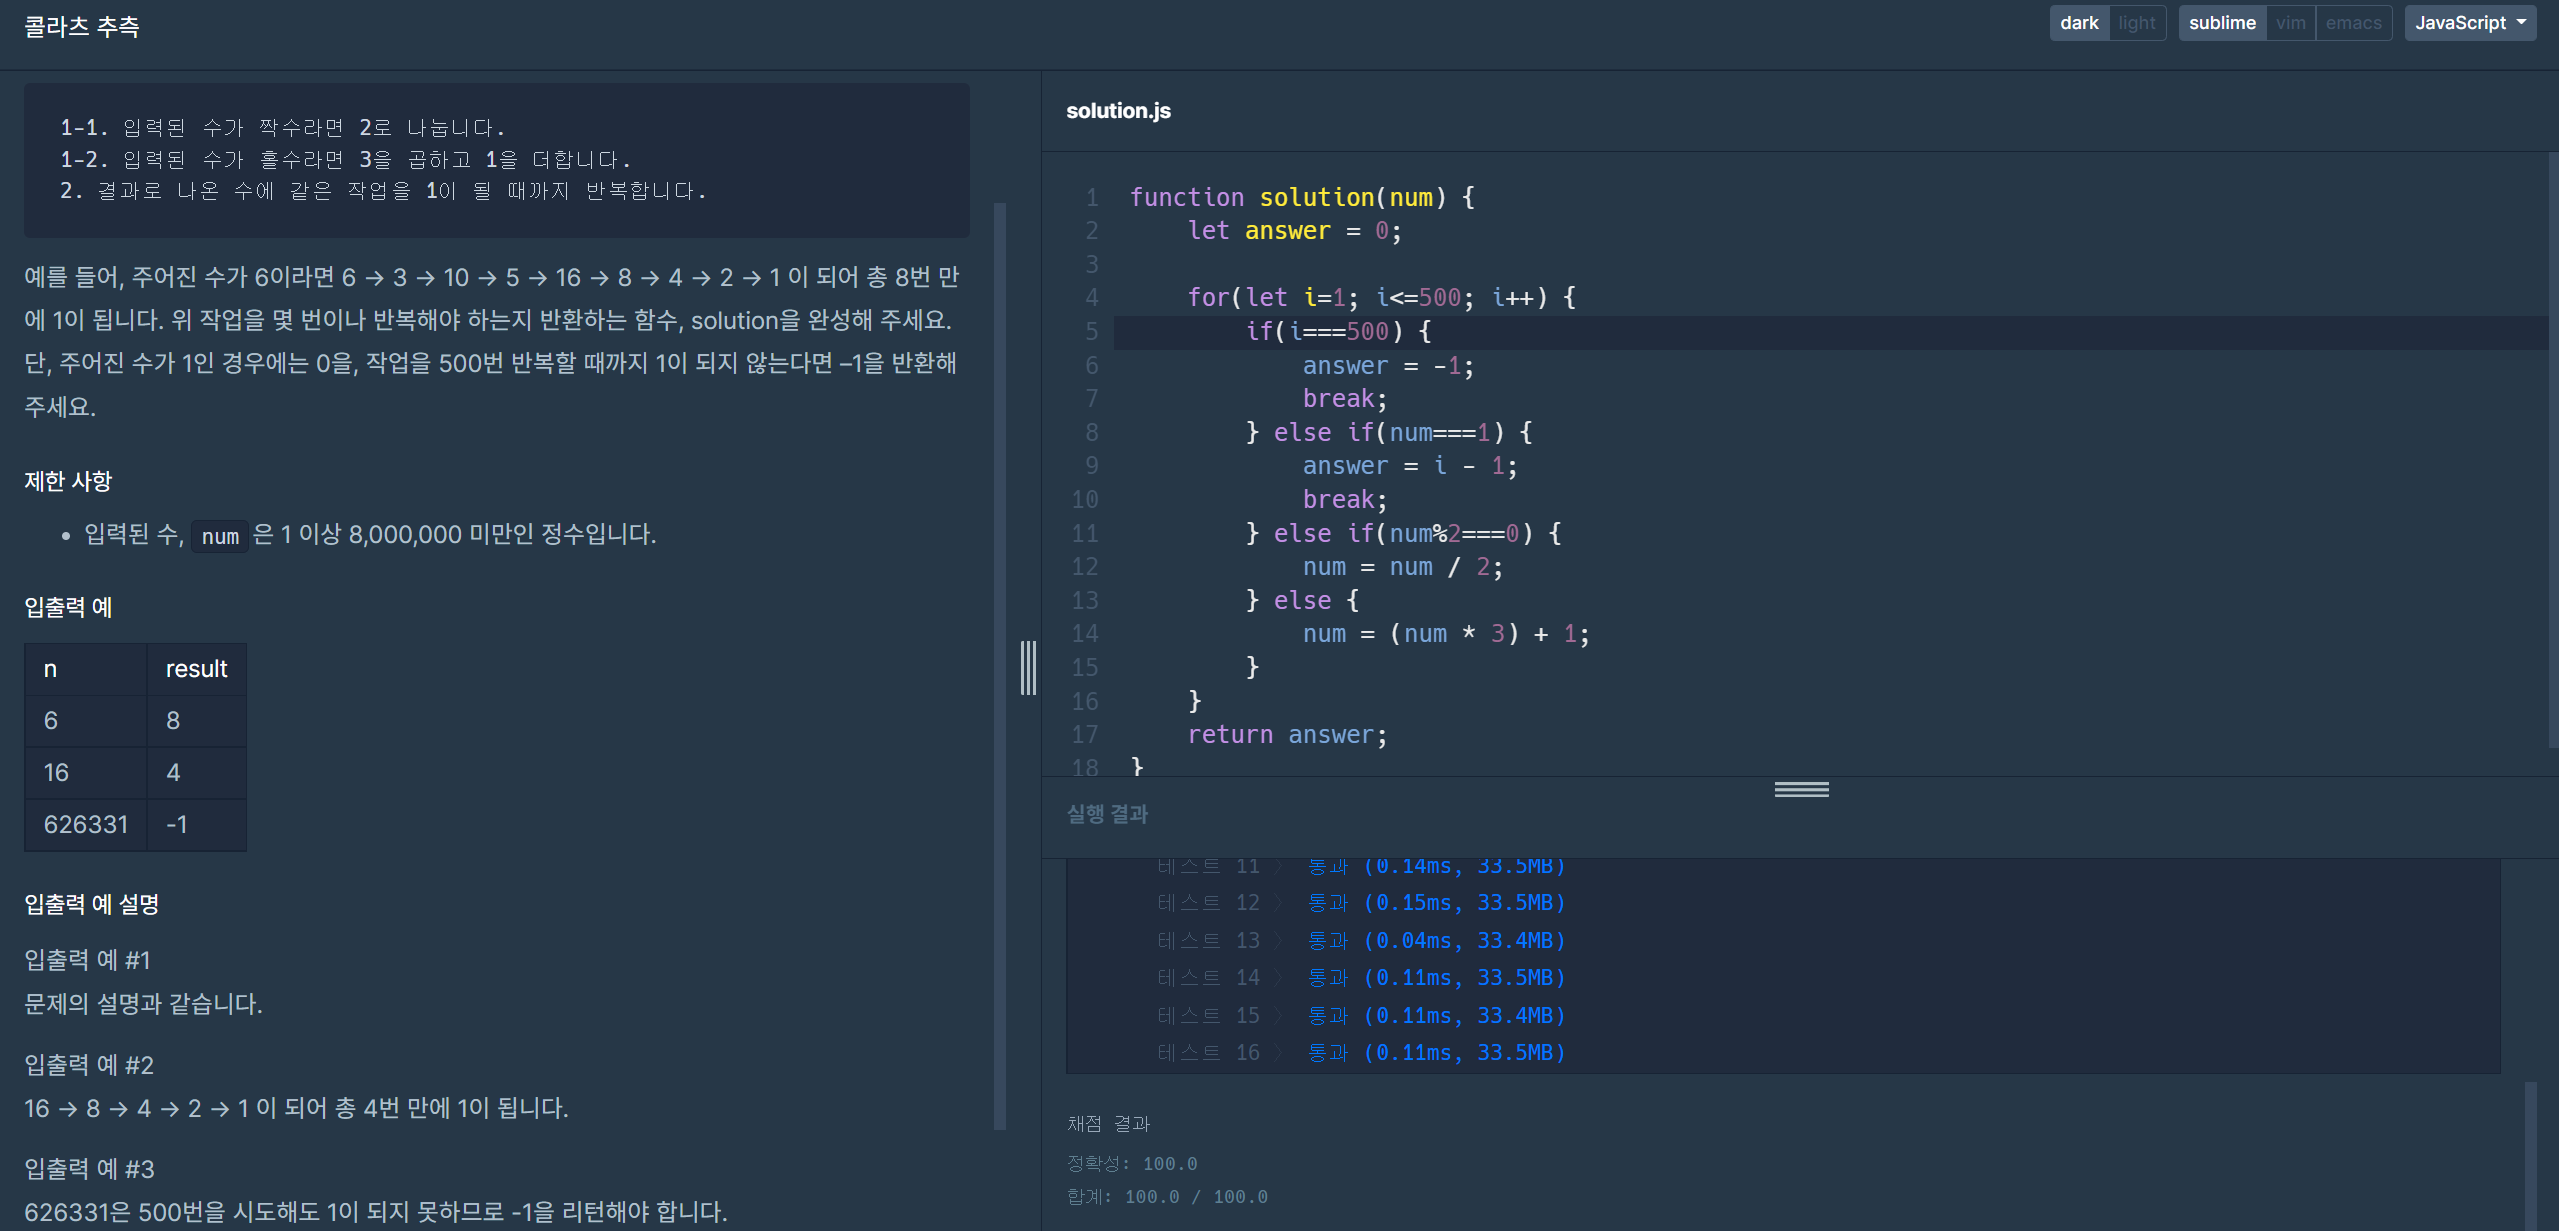 콜라츠 추측
dark light sublime vim emacs JavaScript
1-1. 입력된 수가 짝수라면 2로 나눕니다.
1-2. 입력된 수가 홀수라면 3을 곱하고 1을 더합니다.
2. 결과로 나온 수에 같은 작업을 1이 될 때까지 반복합니다.
예를 들어, 주어진 수가 6이라면 6 → 3 → 10 → 5 → 16 → 8 → 4 → 2 → 1 이 되어 총 8번 만
에 1이 됩니다. 위 작업을 몇 번이나 반복해야 하는지 반환하는 함수, solution을 완성해 주세요.
단, 주어진 수가 1인 경우에는 0을, 작업을 500번 반복할 때까지 1이 되지 않는다면 –1을 반환해
주세요.
제한 사항
• 입력된 수, num 은 1 이상 8,000,000 미만인 정수입니다.
입출력 예
n result
6 8
16 4
626331 -1
입출력 예 설명
입출력 예 #1
문제의 설명과 같습니다.
입출력 예 #2
16 → 8 → 4 → 2 → 1 이 되어 총 4번 만에 1이 됩니다.
입출력 예 #3
626331은 500번을 시도해도 1이 되지 못하므로 -1을 리턴해야 합니다.
solution.js
1 function solution(num) {
2     let answer = 0;
3
4     for(let i=1; i<=500; i++) {
5         if(i===500) {
6             answer = -1;
7             break;
8         } else if(num===1) {
9             answer = i - 1;
10             break;
11         } else if(num%2===0) {
12             num = num / 2;
13         } else {
14             num = (num * 3) + 1;
15         }
16     }
17     return answer;
18 }
실행 결과
테스트 11 〉 통과 (0.14ms, 33.5MB)
테스트 12 〉 통과 (0.15ms, 33.5MB)
테스트 13 〉 통과 (0.04ms, 33.4MB)
테스트 14 〉 통과 (0.11ms, 33.5MB)
테스트 15 〉 통과 (0.11ms, 33.4MB)
테스트 16 〉 통과 (0.11ms, 33.5MB)
채점 결과
정확성: 100.0
합계: 100.0 / 100.0